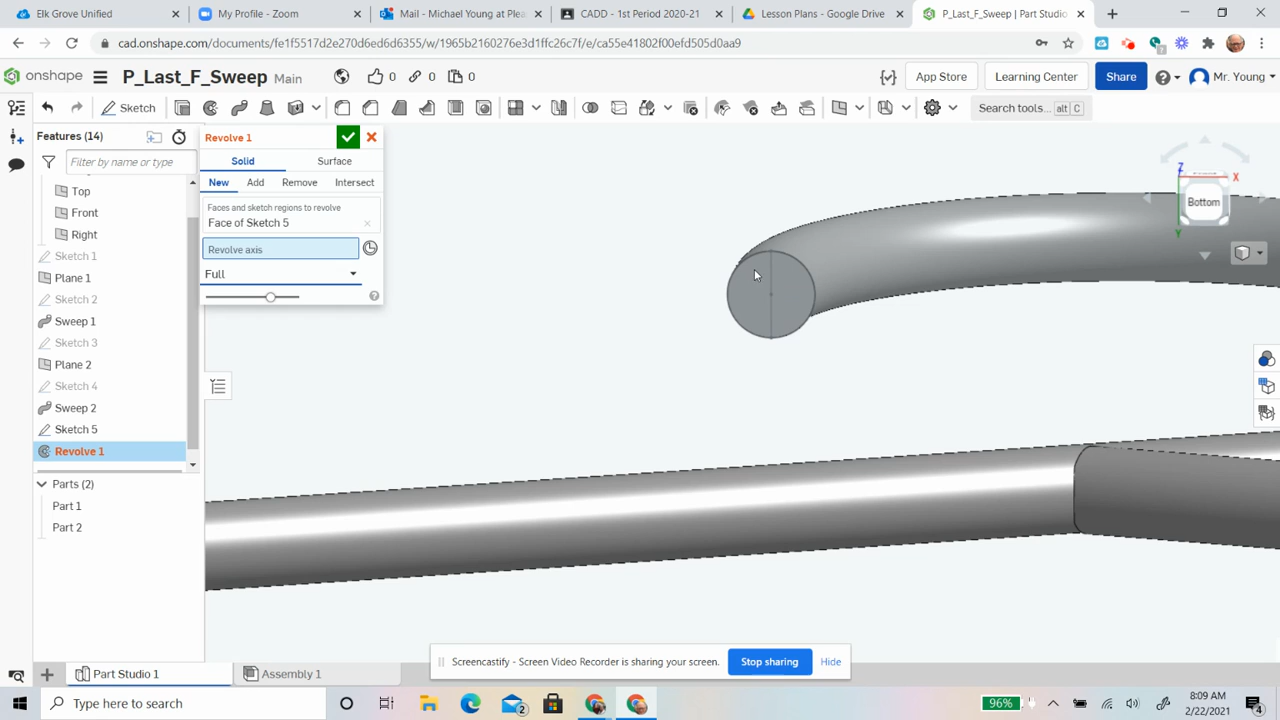 Elk Grove Unified
My Profile - Zoom
Mail - Michael Young at Plea
CADD - 1st Period 2020-21
Lesson Plans - Google Drive
P_Last_F_Sweep | Part Studio
cad.onshape.com/documents/fe1f5517d2e270d6ed6d6355/w/1965b2160276e3d1ffc26c7f/e/ca55e41802f00efd505d0aa9
onshape
P_Last_F_Sweep Main
0
0
0
App Store
Learning Center
Share
Mr. Young
Sketch
Search tools... alt C
Features (14)
Filter by name or type
Top
Front
Right
Sketch 1
Plane 1
Sketch 2
Sweep 1
Sketch 3
Plane 2
Sketch 4
Sweep 2
Sketch 5
Revolve 1
Parts (2)
Part 1
Part 2
Revolve 1
Solid
Surface
New
Add
Remove
Intersect
Faces and sketch regions to revolve
Face of Sketch 5
Revolve axis
Full
Z
X
Bottom
Y
Screencastify - Screen Video Recorder is sharing your screen.
Stop sharing
Hide
Part Studio 1
Assembly 1
Type here to search
2
96%
8:09 AM
2/22/2021
4